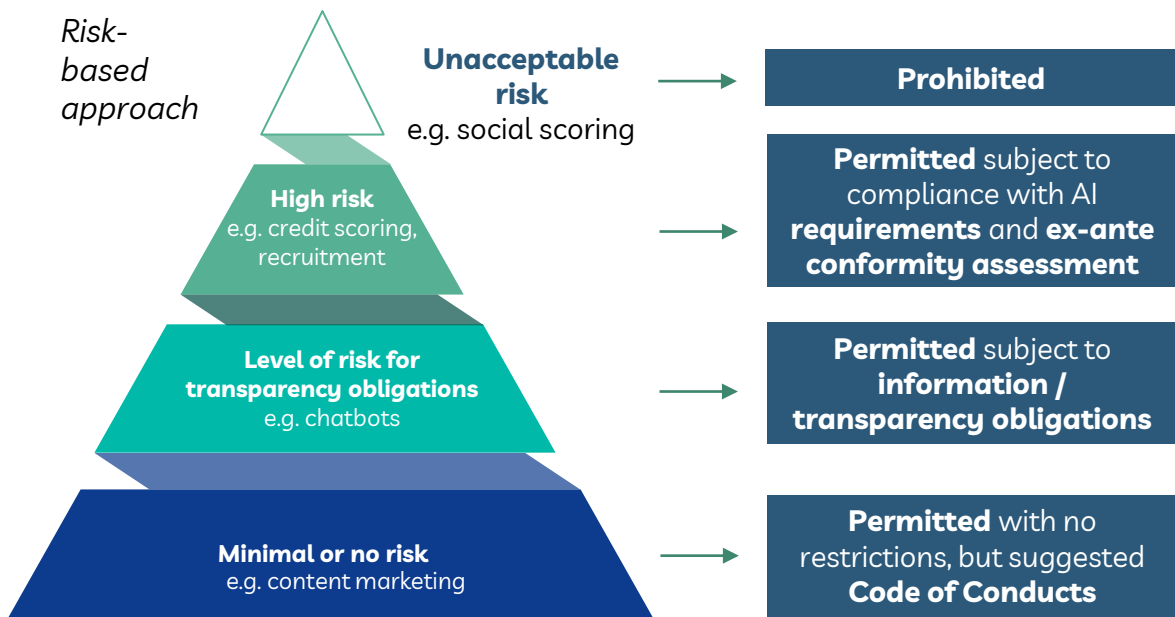 Risk-
based
approach
Unacceptable
risk
e.g. social scoring
Prohibited
High risk
e.g. credit scoring,
recruitment
Permitted subject to
compliance with AI
requirements and ex-ante
conformity assessment
Level of risk for
transparency obligations
e.g. chatbots
Permitted subject to
information /
transparency obligations
Minimal or no risk
e.g. content marketing
Permitted with no
restrictions, but suggested
Code of Conducts